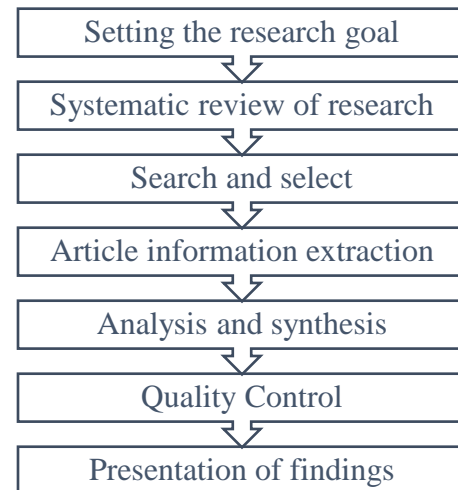 Setting the research goal
Systematic review of research
Search and select
Article information extraction
Analysis and synthesis
Quality Control
Presentation of findings